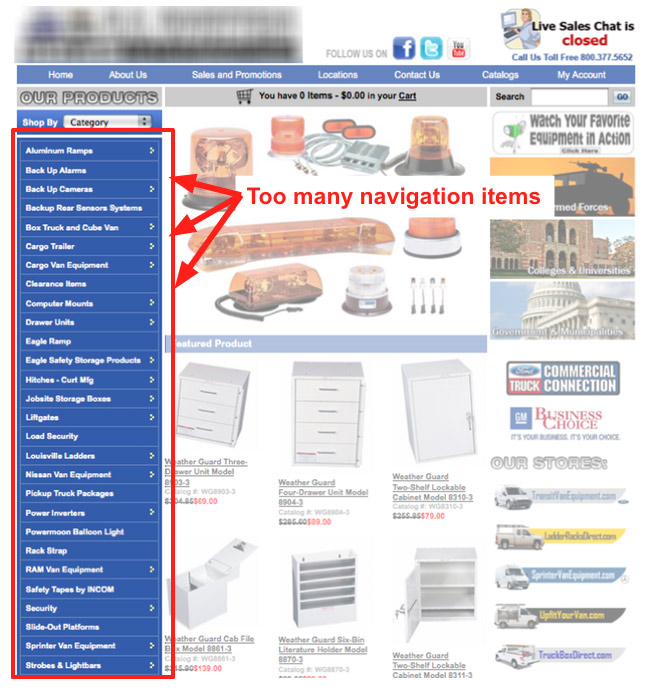 Live Sales Chat is
closed
FOLLOW US ON
You
Tube
Call Us Toll Free 800.377.5652
Home About Us Sales and Promotions Locations Contact Us Catalogs My Account
OUR PRODUCTS
You have 0 Items - $0.00 in your Cart
Search GO
Shop By Category
Aluminum Ramps
Back Up Alarms
Back Up Cameras
Backup Rear Sensors Systems
Box Truck and Cube Van
Cargo Trailer
Cargo Van Equipment
Clearance Items
Computer Mounts
Drawer Units
Eagle Ramp
Eagle Safety Storage Products
Hitches - Curt Mfg
Jobsite Storage Boxes
Liftgates
Load Security
Louisville Ladders
Nissan Van Equipment
Pickup Truck Packages
Power Inverters
Powermoon Balloon Light
Rack Strap
RAM Van Equipment
Safety Tapes by INCOM
Security
Slide-Out Platforms
Sprinter Van Equipment
Strobes & Lightbars
Too many navigation items
Watch Your Favorite
Equipment in Action
Click Here
Armed Forces
Colleges & Universities
Government & Municipalities
Featured Product
Weather Guard Three-
Drawer Unit Model
8903-3
Catalog #: WG8903-3
$89.00
Weather Guard
Four-Drawer Unit Model
8904-3
Catalog #: WG8904-3
$285.60$89.00
Weather Guard
Two-Shelf Lockable
Cabinet Model 8310-3
Catalog #: WG8310-3
$255.85$79.00
Weather Guard Cab File
Box Model 8861-3
Catalog #: WG8861-3
$139.00
Weather Guard Six-Bin
Literature Holder Model
8870-3
Catalog #: WG8870-3
Weather Guard
Two-Shelf Lockable
Cabinet Model 8311-3
Ford
COMMERCIAL
TRUCK CONNECTION
GM
BUSINESS
CHOICE
IT'S YOUR BUSINESS. IT'S YOUR CHOICE.
OUR STORES:
TransitVanEquipment.com
LadderRacksDirect.com
SprinterVanEquipment.com
UpfitYourVan.com
TruckBoxDirect.com